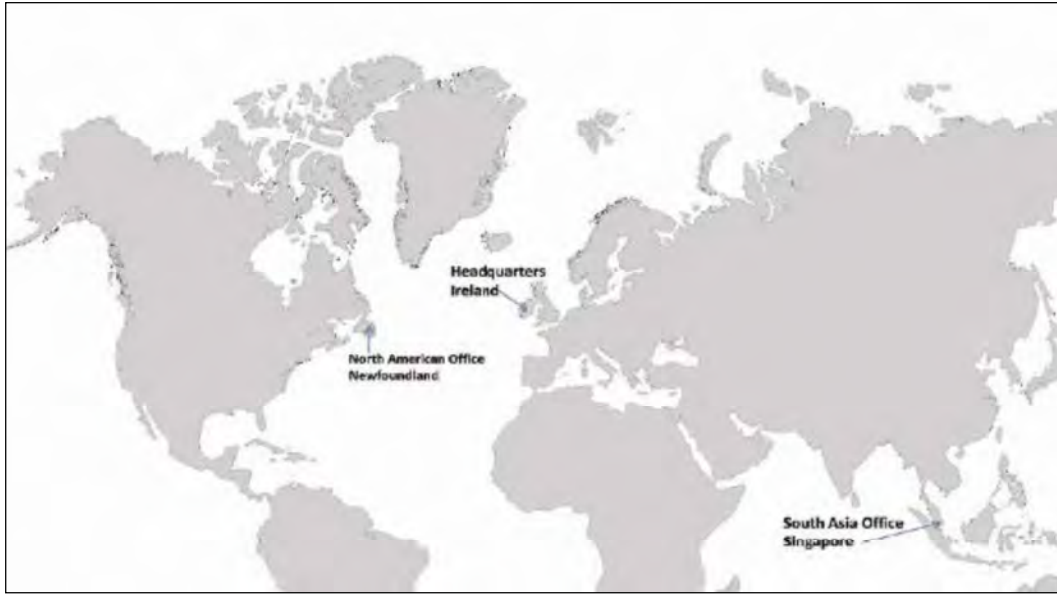 Headquarters
Ireland
North American Office
Newfoundland
South Asia Office
Singapore